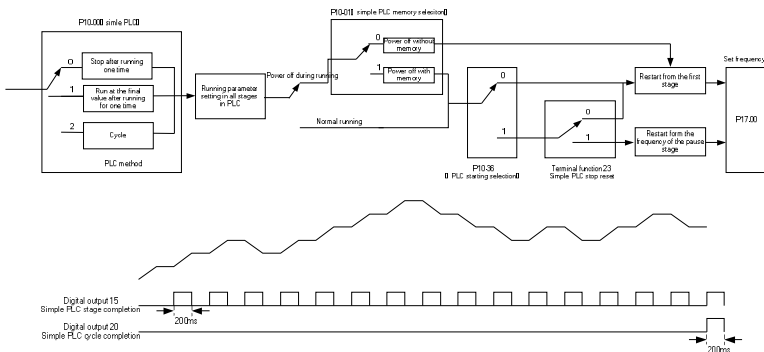 P10-00〖simle PLC〗
0
Stop after running
one time
1
Run at the final
value after running
for one time
2
Cycle
PLC method
Running parameter
setting in all stages
in PLC
Power off during running
Normal running
P10-01〖simple PLC memory seleciton〗
0
Power off without
memory
1
Power off with
memory
0
1
P10-36
〖PLC starting selection〗
0
1
Terminal function 23
Simple PLC stop reset
Restart from the first
stage
Restart form the
frequency of the pause
stage
Set frequency
P17.00
Digital output 15
Simple PLC stage completion
200ms
Digital output 20
Simple PLC cycle completion
200ms